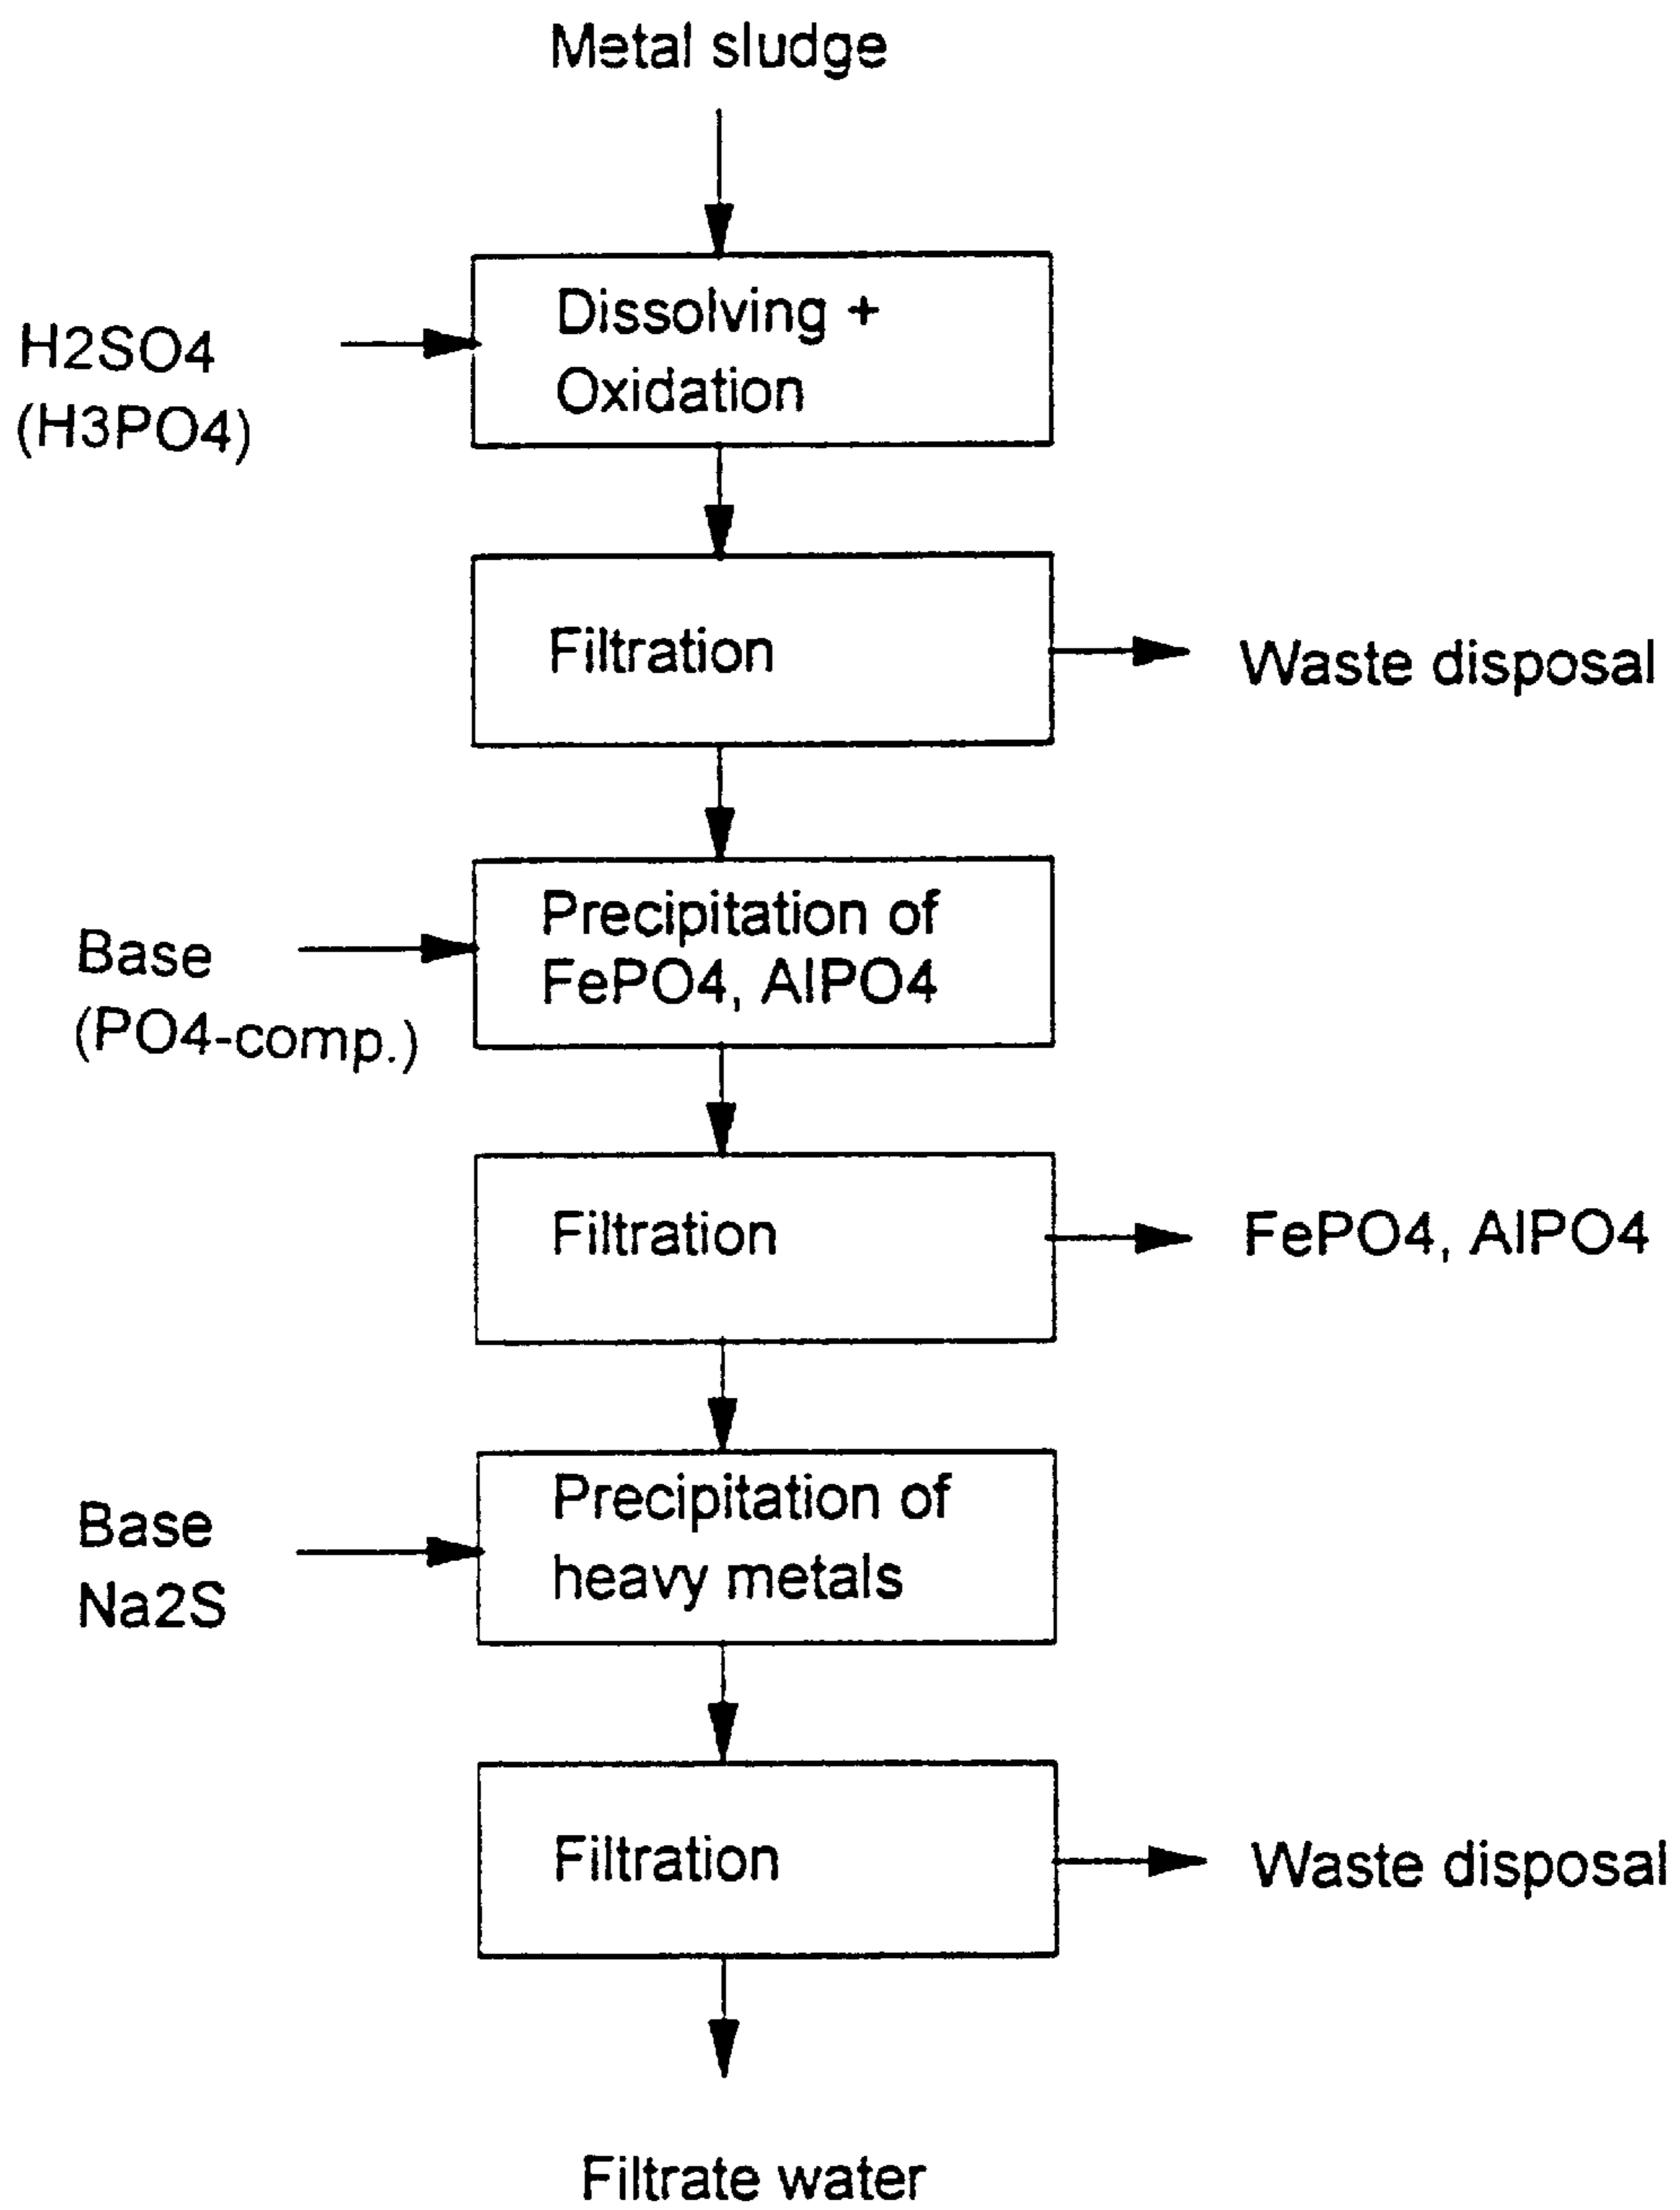 Metal sludge
H2SO4
(H3PO4)
Dissolving +
Oxidation
Filtration
Waste disposal
Base
(PO4-comp.)
Precipitation of
FePO4, AlPO4
Filtration
FePO4, AlPO4
Base
Na2S
Precipitation of
heavy metals
Filtration
Waste disposal
Filtrate water